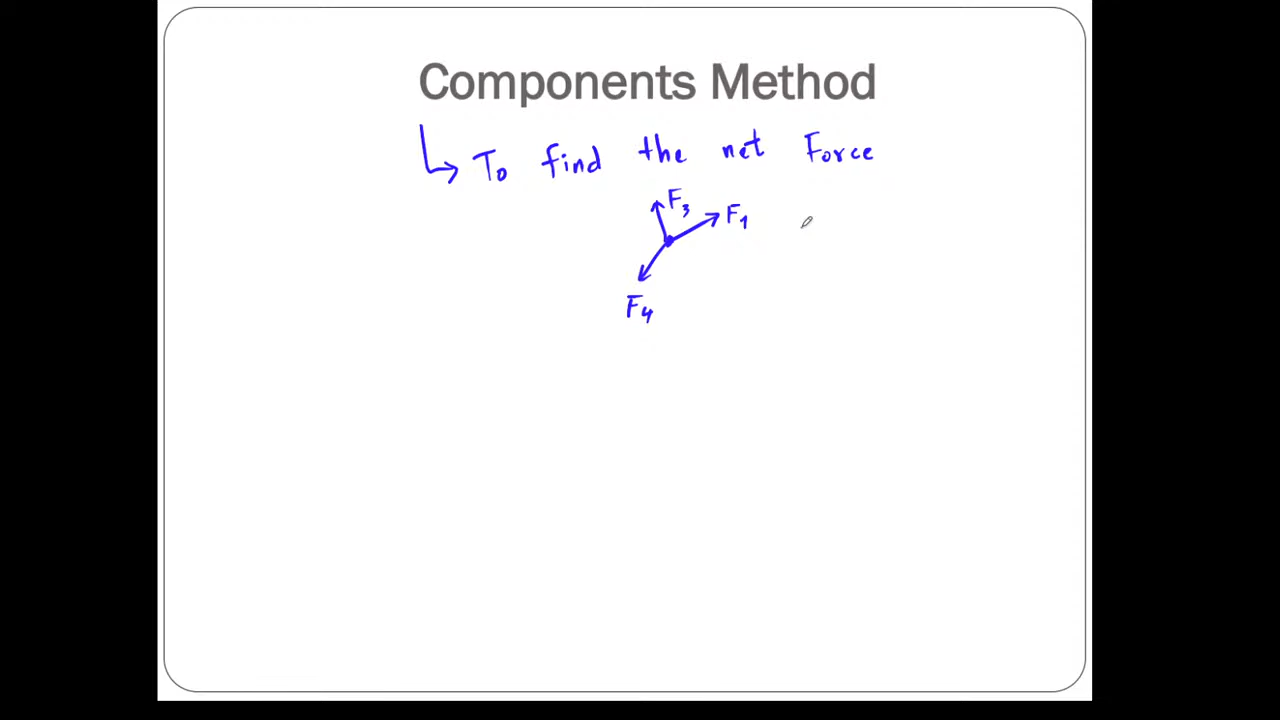 Components Method
To find the net Force
F3
F1
F4